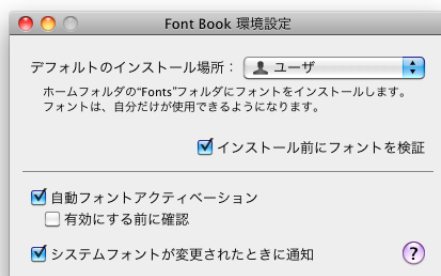 Font Book 環境設定
デフォルトのインストール場所： ユーザ
ホームフォルダの“Fonts”フォルダにフォントをインストールします。
フォントは、自分だけが使用できるようになります。
インストール前にフォントを検証
自動フォントアクティベーション
有効にする前に確認
システムフォントが変更されたときに通知
?